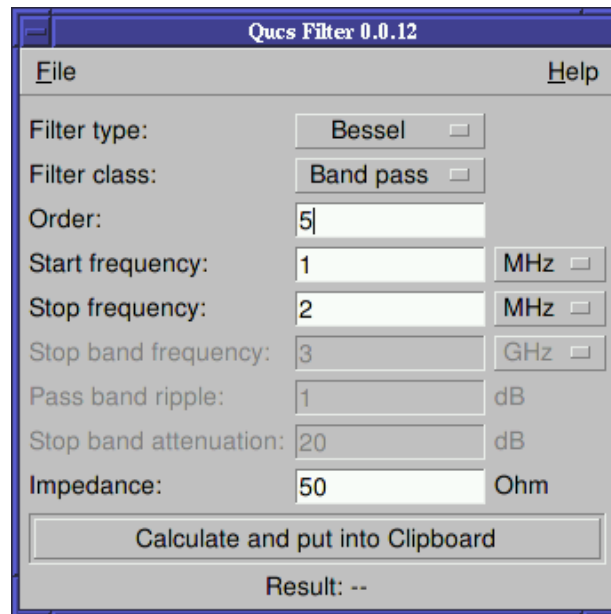 Qucs Filter 0.0.12
File Help
Filter type: Bessel
Filter class: Band pass
Order: 5
Start frequency: 1 MHz
Stop frequency: 2 MHz
Stop band frequency: 3 GHz
Pass band ripple: 1 dB
Stop band attenuation: 20 dB
Impedance: 50 Ohm
Calculate and put into Clipboard
Result: --